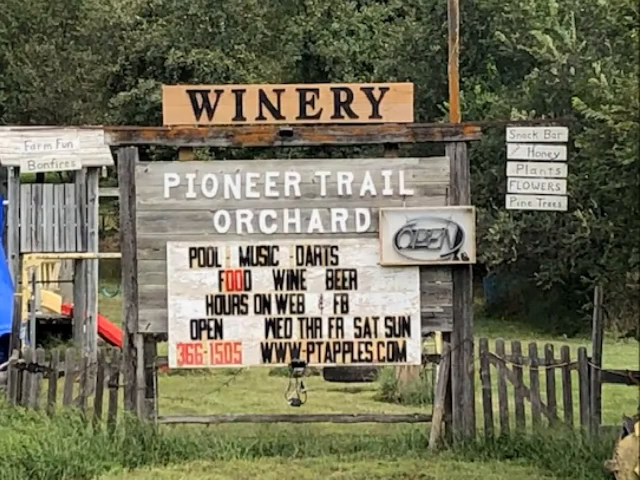 WINERY
Farm Fun
Bonfires
PIONEER TRAIL
ORCHARD
OPEN
POOL MUSIC DARTS
FOOD WINE BEER
HOURS ON WEB & FB
OPEN WED THR FR SAT SUN
366-1505 WWW.PTAPPLES.COM
Snack Bar
Honey
Plants
FLOWERS
Pine Trees